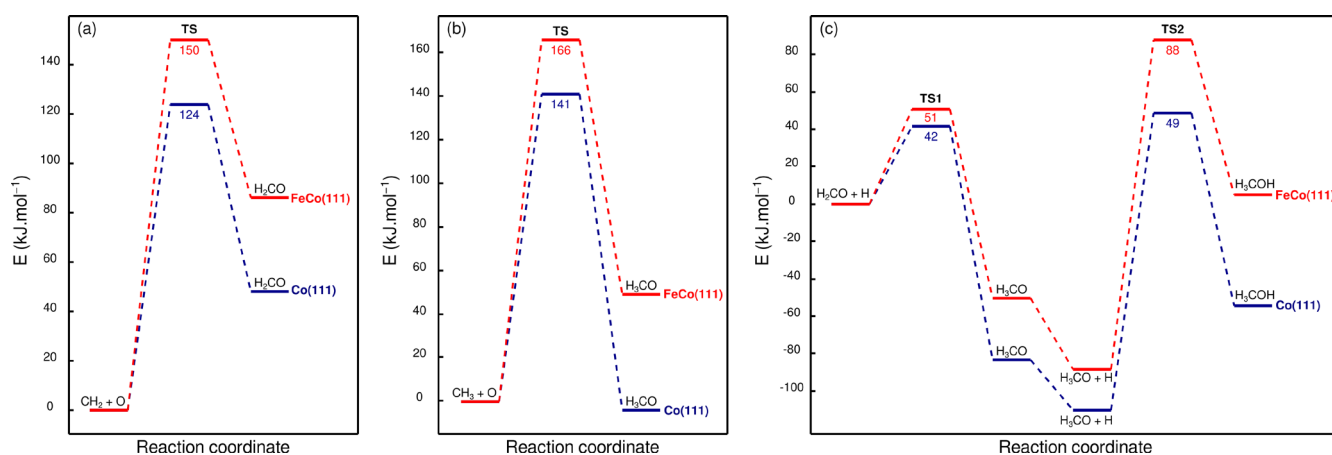 (a)
TS
150
124
H₂CO
FeCo(111)
H₂CO
Co(111)
CH₂ + O
E (kJ.mol⁻¹)
140
120
100
80
60
40
20
0
Reaction coordinate
(b)
TS
166
141
H₃CO
FeCo(111)
H₃CO
Co(111)
CH₃ + O
E (kJ.mol⁻¹)
160
140
120
100
80
60
40
20
0
Reaction coordinate
(c)
TS2
88
49
TS1
51
42
H₂CO + H
H₃COH
FeCo(111)
H₃CO
H₃COH
Co(111)
H₃CO
H₃CO + H
H₃CO + H
E (kJ.mol⁻¹)
80
60
40
20
0
-20
-40
-60
-80
-100
Reaction coordinate